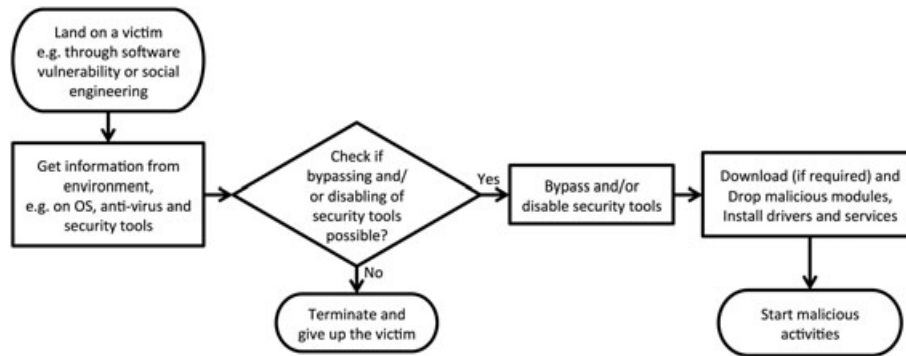 Land on a victim
e.g. through software
vulnerability or social
engineering
Get information from
environment,
e.g. on OS, anti-virus and
security tools
Check if
bypassing and/
or disabling of
security tools
possible?
Yes
No
Bypass and/or
disable security tools
Download (if required) and
Drop malicious modules,
Install drivers and services
Terminate and
give up the victim
Start malicious
activities